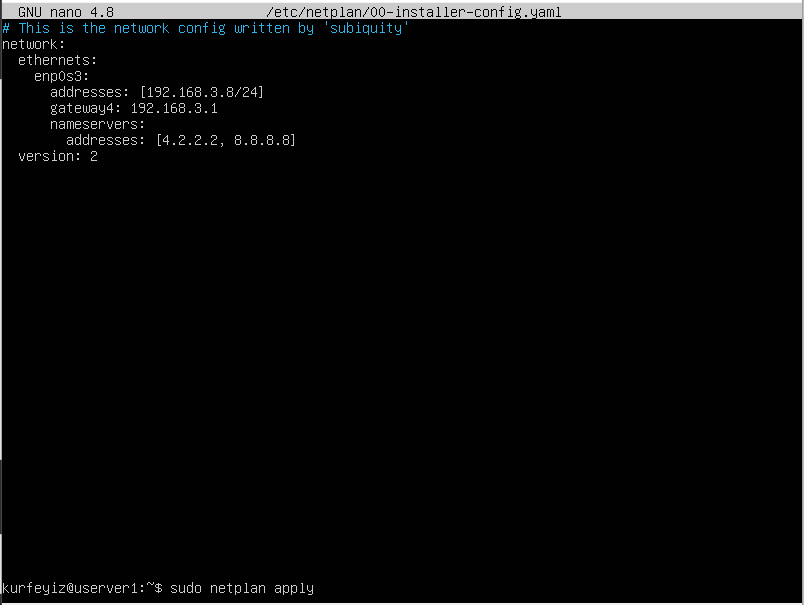 GNU nano 4.8 /etc/netplan/00-installer-config.yaml
# This is the network config written by 'subiquity'
network:
  ethernets:
    enp0s3:
      addresses: [192.168.3.8/24]
      gateway4: 192.168.3.1
      nameservers:
        addresses: [4.2.2.2, 8.8.8.8]
  version: 2
kurfeyiz@userver1:~$ sudo netplan apply